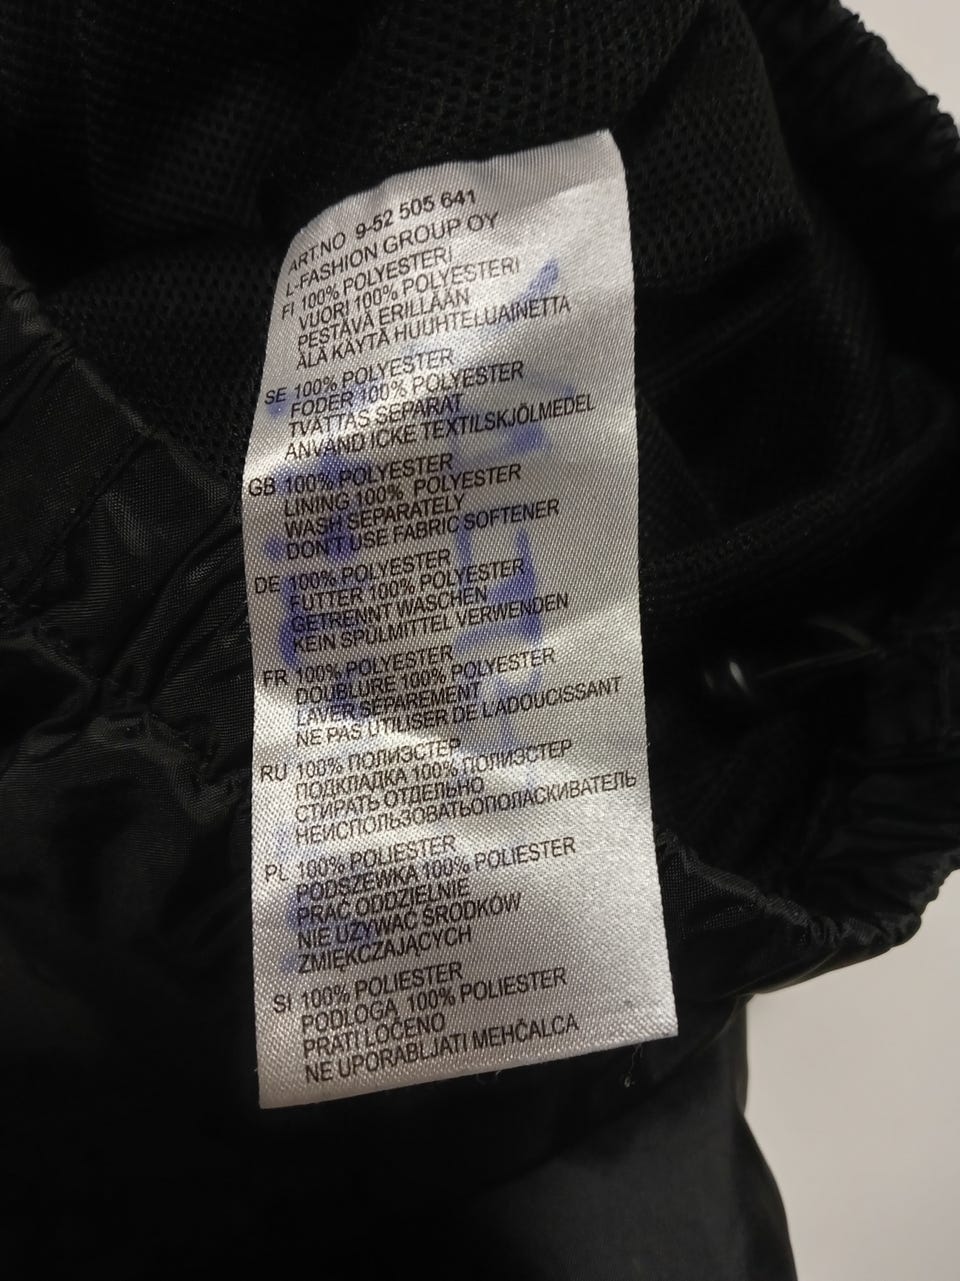 ART.NO 9-52 505 641
L-FASHION GROUP OY
FI 100% POLYESTERI
VUORI 100% POLYESTERI
PESTÄVÄ ERILLÄÄN
ÄLÄ KÄYTÄ HUUHTELUAINETTA
SE 100% POLYESTER
FODER 100% POLYESTER
TVÄTTAS SEPARAT
ANVÄND ICKE TEXTILSKJÖLMEDEL
GB 100% POLYESTER
LINING 100% POLYESTER
WASH SEPARATELY
DON'T USE FABRIC SOFTENER
DE 100% POLYESTER
FUTTER 100% POLYESTER
GETRENNT WASCHEN
KEIN SPÜLMITTEL VERWENDEN
FR 100% POLYESTER
DOUBLURE 100% POLYESTER
LAVER SÉPAREMENT
NE PAS UTILISER DE LADOUCISSANT
RU 100% ПОЛИЭСТЕР
ПОДКЛАДКА 100% ПОЛИЭСТЕР
СТИРАТЬ ОТДЕЛЬНО
НЕИСПОЛЬЗОВАТЬОПОЛАСКИВАТЕЛЬ
PL 100% POLIESTER
PODSZEWKA 100% POLIESTER
PRAĆ ODDZIELNIE
NIE UŻYWAĆ ŚRODKÓW
ZMIĘKCZAJĄCYCH
SI 100% POLIESTER
PODLOGA 100% POLIESTER
PRATI LOČENO
NE UPORABLJATI MEHČALCA